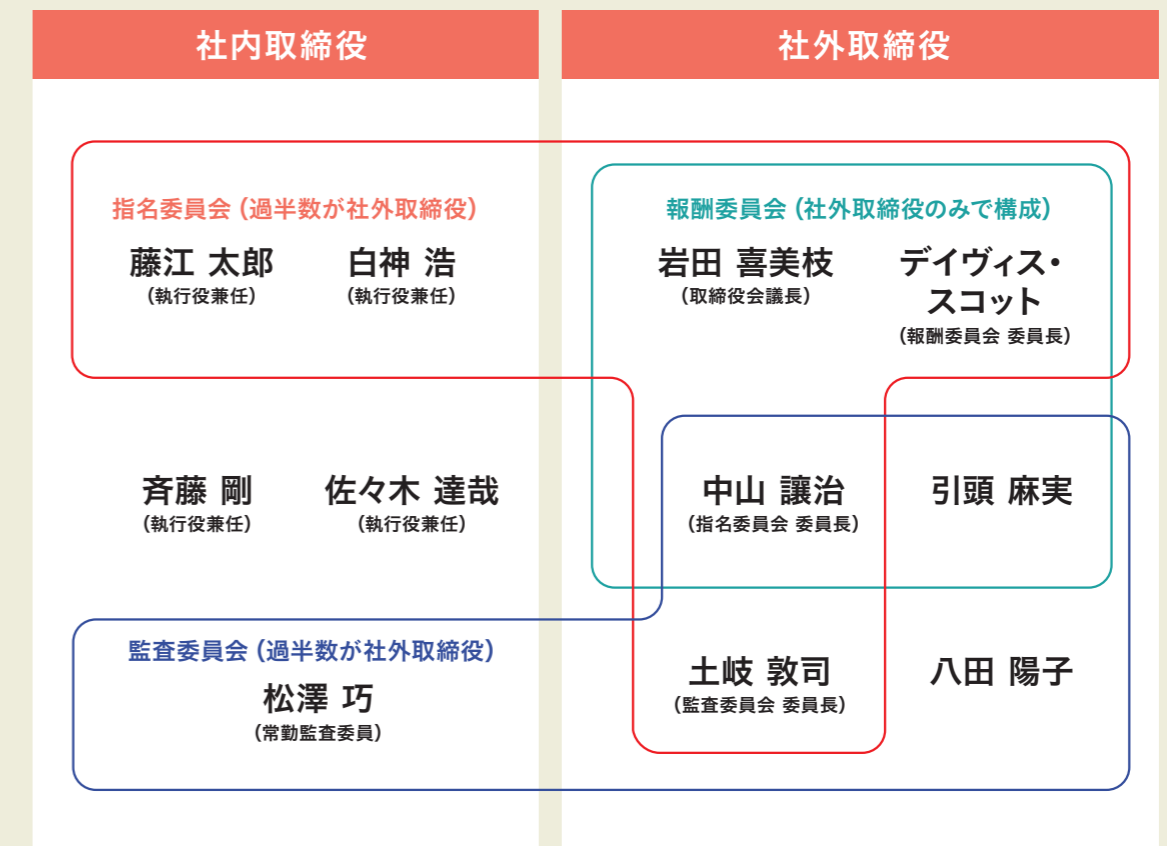 社内取締役
社外取締役
指名委員会（過半数が社外取締役）
藤江 太郎
（執行役兼任）
白神 浩
（執行役兼任）
報酬委員会（社外取締役のみで構成）
岩田 喜美枝
（取締役会議長）
デイヴィス・
スコット
（報酬委員会 委員長）
斉藤 剛
（執行役兼任）
佐々木 達哉
（執行役兼任）
中山 讓治
（指名委員会 委員長）
引頭 麻実
監査委員会（過半数が社外取締役）
松澤 巧
（常勤監査委員）
土岐 敦司
（監査委員会 委員長）
八田 陽子